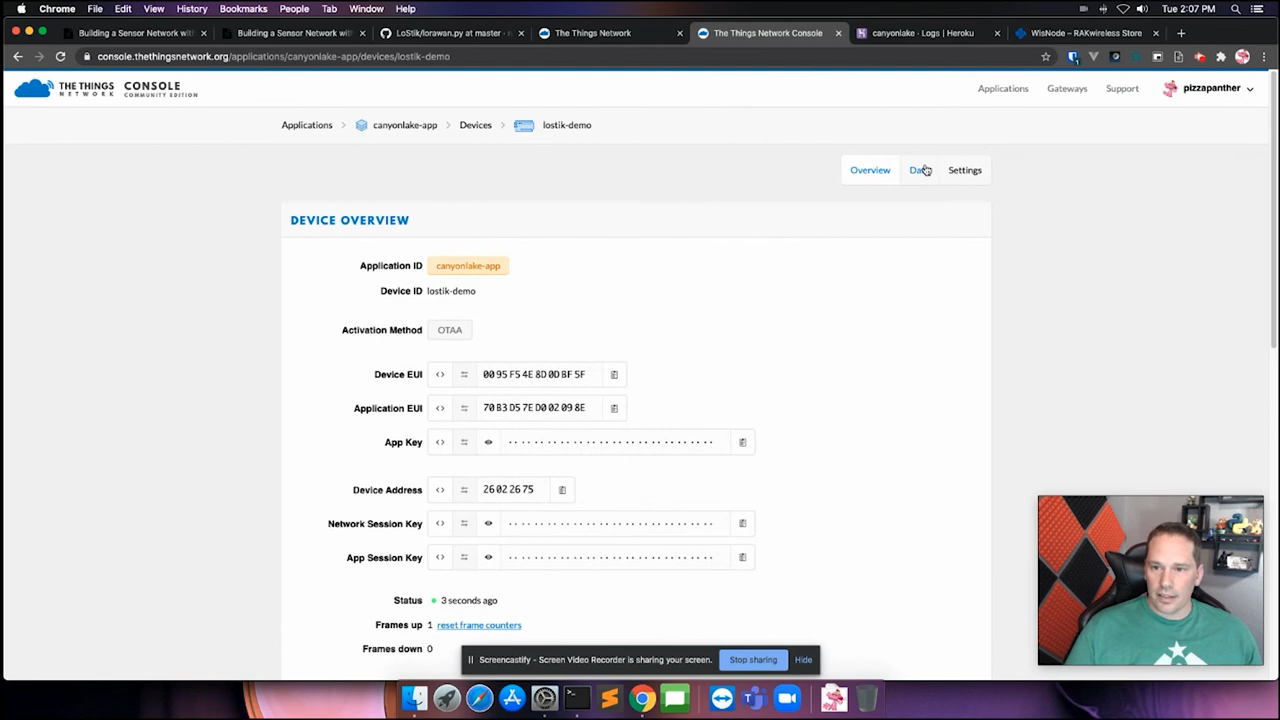 Chrome File Edit View History Bookmarks People Tab Window Help Tue 2:07 PM
Building a Sensor Network with Building a Sensor Network with LoStik/lorawan.py at master · r The Things Network The Things Network Console canyonlake · Logs | Heroku WisNode – RAKwireless Store
console.thethingsnetwork.org/applications/canyonlake-app/devices/lostik-demo
THE THINGS NETWORK CONSOLE COMMUNITY EDITION Applications Gateways Support pizzapanther
Applications canyonlake-app Devices lostik-demo
Overview Settings
DEVICE OVERVIEW
Application ID canyonlake-app
Device ID lostik-demo
Activation Method OTAA
Device EUI 00 95 F5 4E 8D 0D BF 5F
Application EUI 70 B3 D5 7E D0 02 09 8E
App Key
Device Address 26 02 26 75
Network Session Key
App Session Key
Status 3 seconds ago
Frames up 1 reset frame counters
Frames down 0
Screencastify - Screen Video Recorder is sharing your screen. Stop sharing Hide